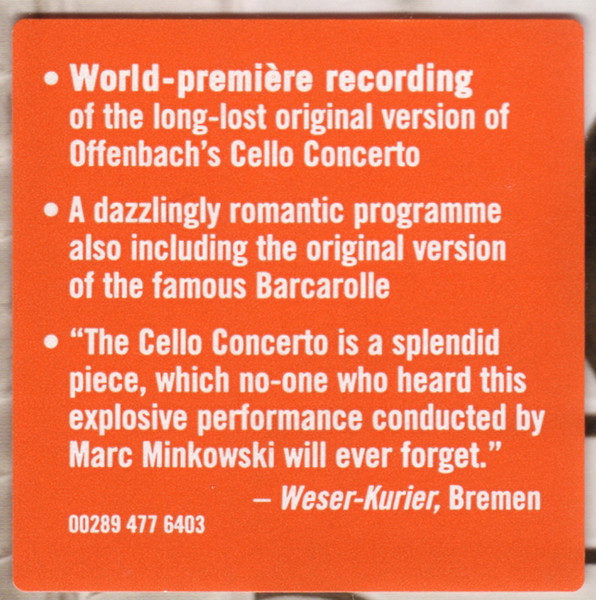 • World-première recording
of the long-lost original version of
Offenbach's Cello Concerto
• A dazzlingly romantic programme
also including the original version
of the famous Barcarolle
• “The Cello Concerto is a splendid
piece, which no-one who heard this
explosive performance conducted by
Marc Minkowski will ever forget.”
– Weser-Kurier, Bremen
00289 477 6403